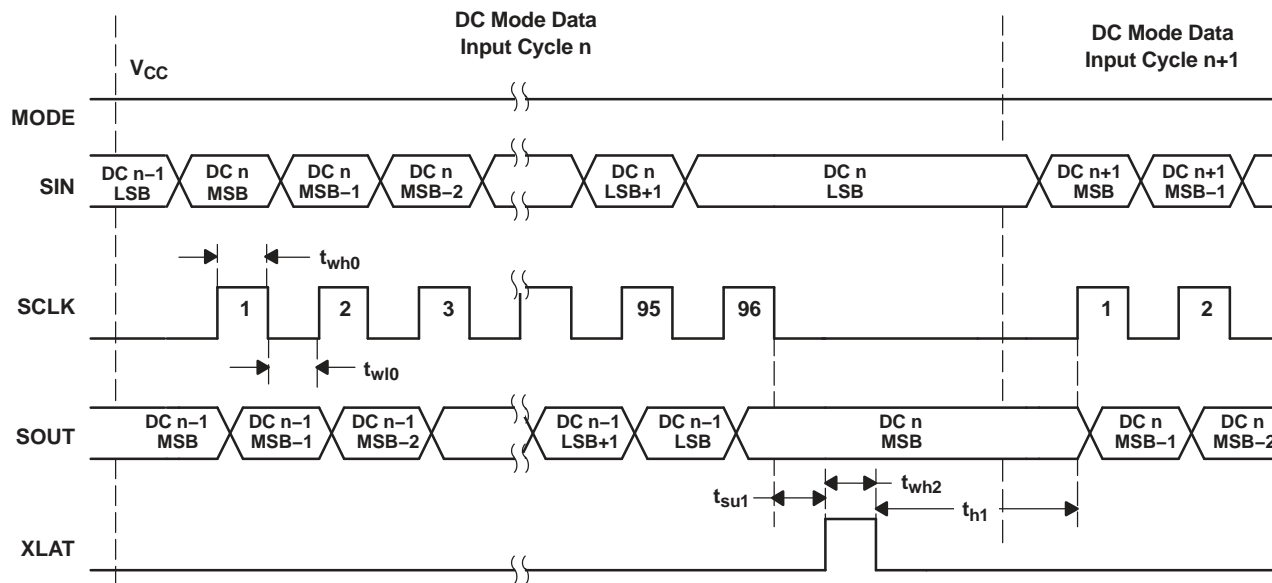 DC Mode Data
Input Cycle n
DC Mode Data
Input Cycle n+1
VCC
MODE
SIN
DC n–1
LSB
DC n
MSB
DC n
MSB–1
DC n
MSB–2
DC n
LSB+1
DC n
LSB
DC n+1
MSB
DC n+1
MSB–1
twh0
SCLK
1
2
3
95
96
1
2
twl0
SOUT
DC n–1
MSB
DC n–1
MSB–1
DC n–1
MSB–2
DC n–1
LSB+1
DC n–1
LSB
DC n
MSB
DC n
MSB–1
DC n
MSB–2
tsu1
twh2
th1
XLAT